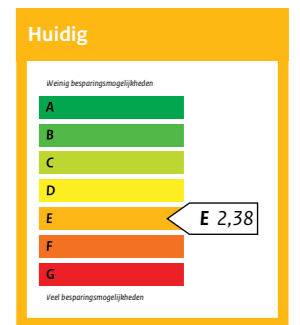 Huidig
Weinig besparingsmogelijkheden
A
B
C
D
E
E 2,38
F
G
Veel besparingsmogelijkheden